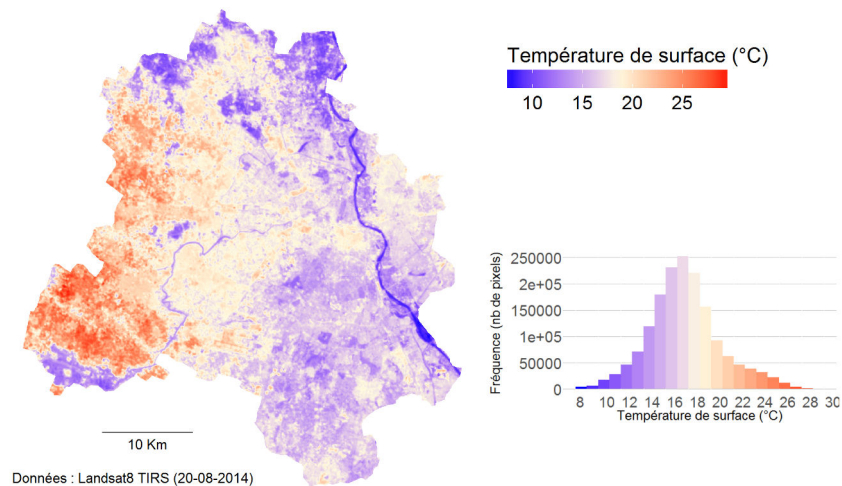 Température de surface (°C)
10 15 20 25
250000
2e+05
150000
1e+05
50000
0
Fréquence (nb de pixels)
8 10 12 14 16 18 20 22 24 26 28 30
Température de surface (°C)
10 Km
Données : Landsat8 TIRS (20-08-2014)